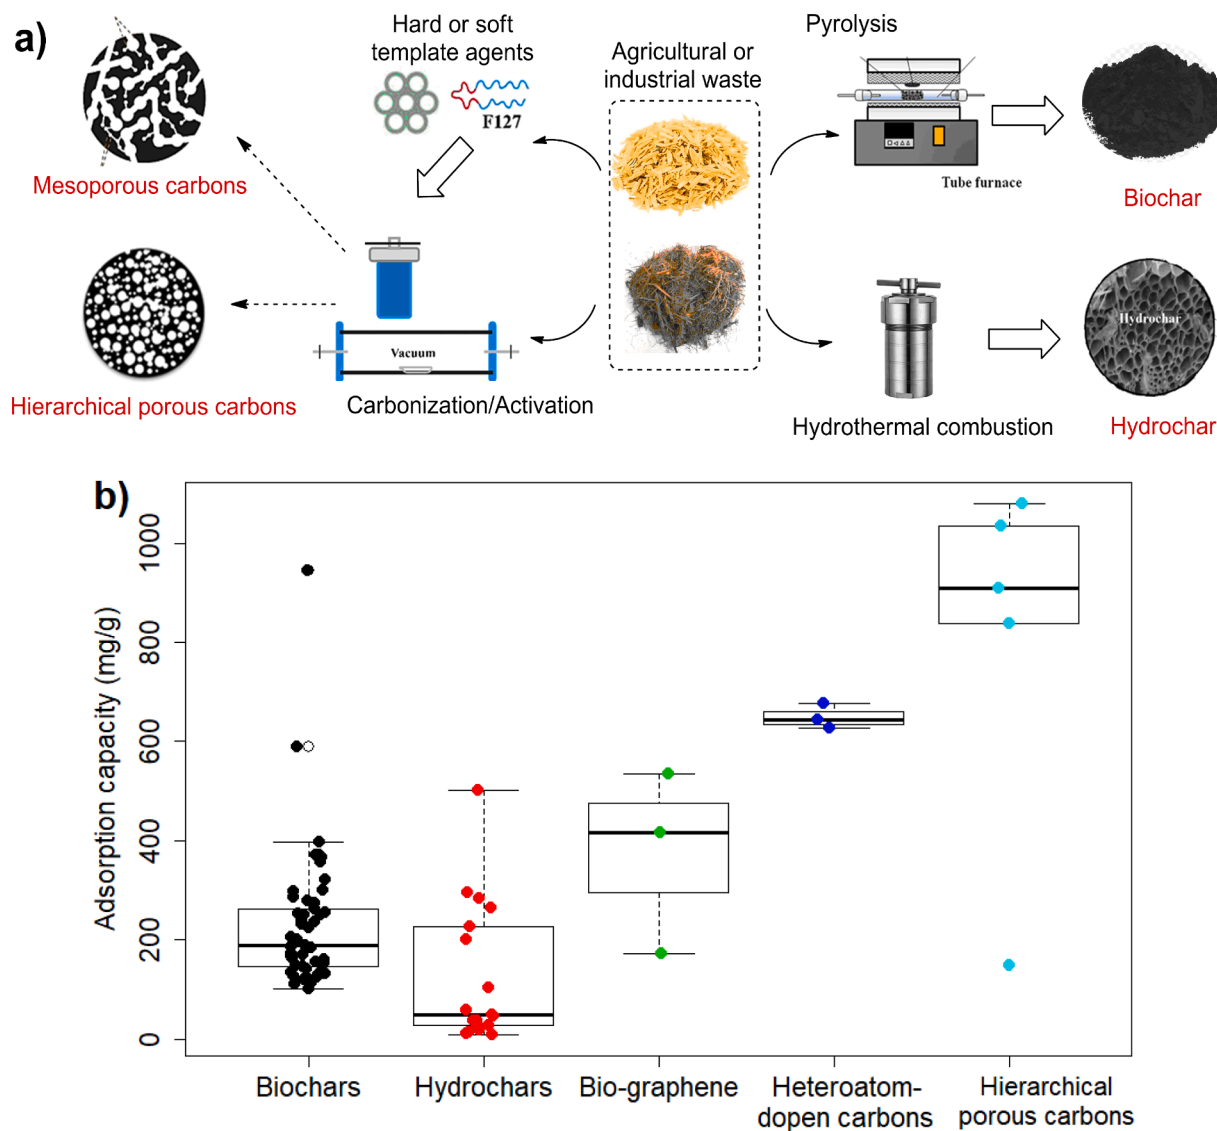 a)
Hard or soft
template agents
F127
Agricultural or
industrial waste
Pyrolysis
Tube furnace
Biochar
Mesoporous carbons
Hierarchical porous carbons
Vacuum
Carbonization/Activation
Hydrothermal combustion
Hydrochar
Hydrochar
b)
Adsorption capacity (mg/g)
1000
800
600
400
200
0
Biochars
Hydrochars
Bio-graphene
Heteroatom-
dopen carbons
Hierarchical
porous carbons